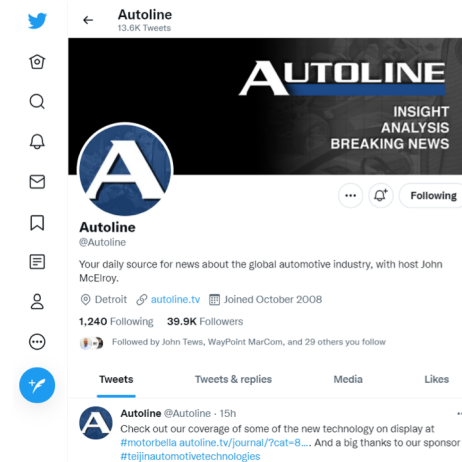 Autoline
13.6K Tweets
AUTOLINE
INSIGHT
ANALYSIS
BREAKING NEWS
A
Following
Autoline
@Autoline
Your daily source for news about the global automotive industry, with host John
McElroy.
Detroit autoline.tv Joined October 2008
1,240 Following 39.9K Followers
Followed by John Tews, WayPoint MarCom, and 29 others you follow
Tweets Tweets & replies Media Likes
A
Autoline @Autoline · 15h
Check out our coverage of some of the new technology on display at
#motorbella autoline.tv/journal/?cat=8.... And a big thanks to our sponsor
#teijinautomotivetechnologies